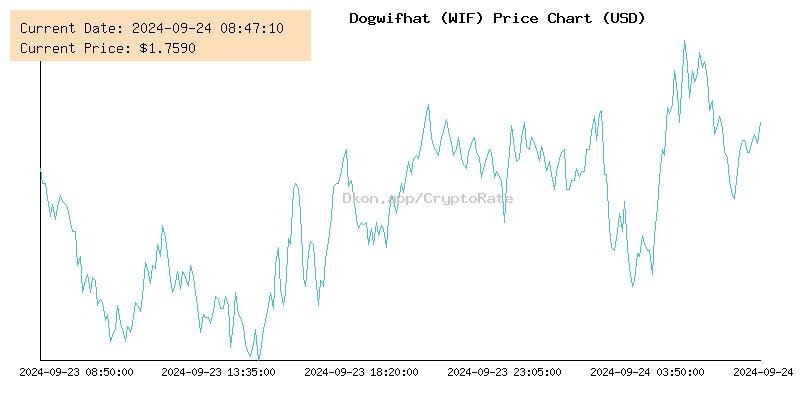 Dogwifhat (WIF) Price Chart (USD)
Current Date: 2024-09-24 08:47:10
Current Price: $1.7590
Dkon.app/CryptoRate
2024-09-23 08:50:00 2024-09-23 13:35:00 2024-09-23 18:20:00 2024-09-23 23:05:00 2024-09-24 03:50:00 2024-09-24